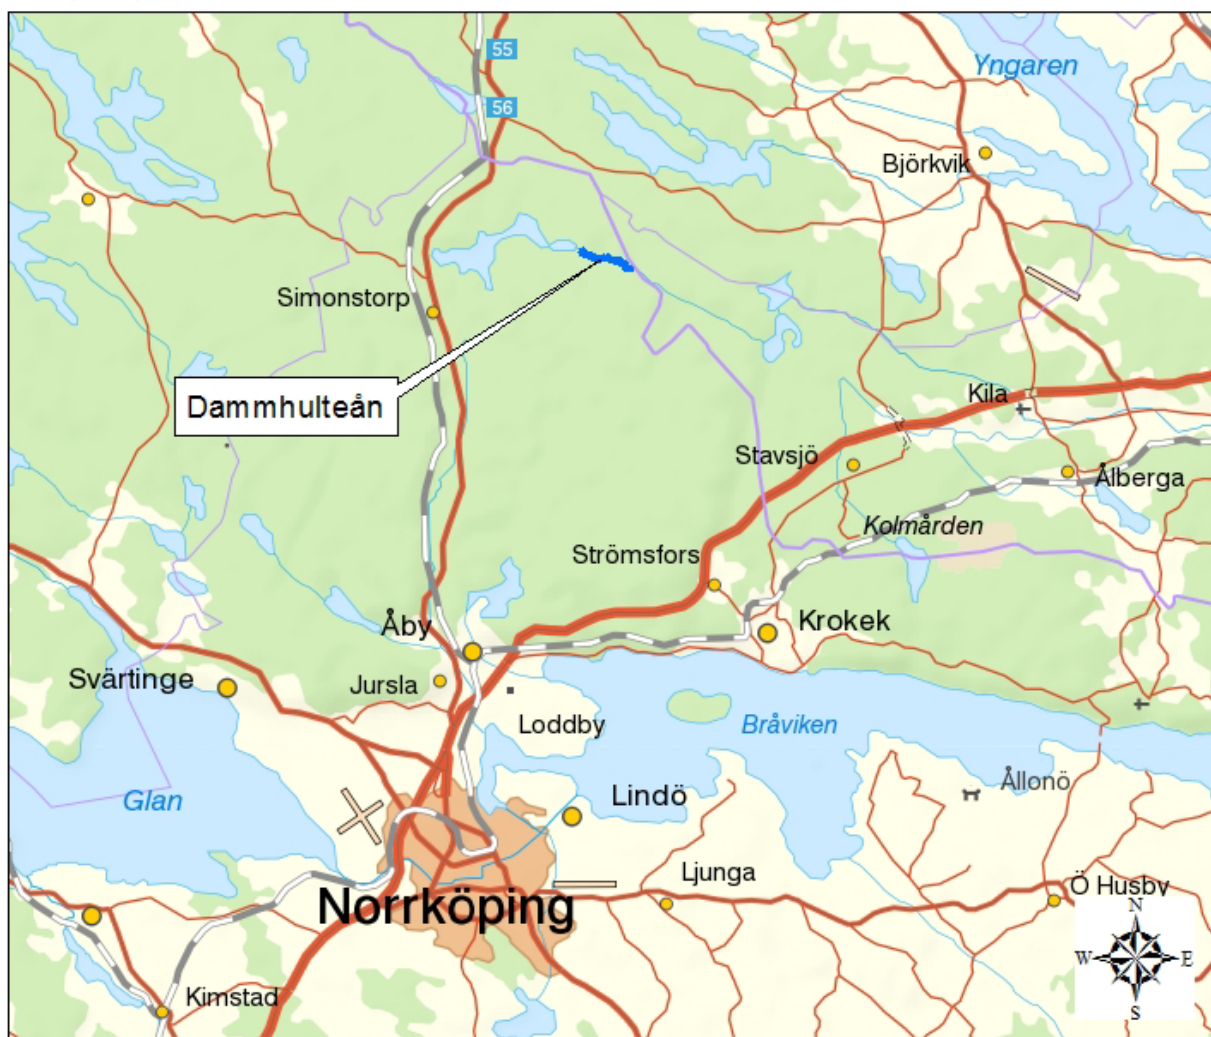 55
Yngaren
56
Björkvik
Simonstorp
Dammhulteån
Kila
Stavsjö
Ålberga
Kolmården
Strömsfors
Åby
Krokek
Svärtinge
Jursla
Loddby
Bråviken
Glan
Lindö
Ållonö
Ljunga
Ö Husby
Norrköping
N
W E
S
Kimstad